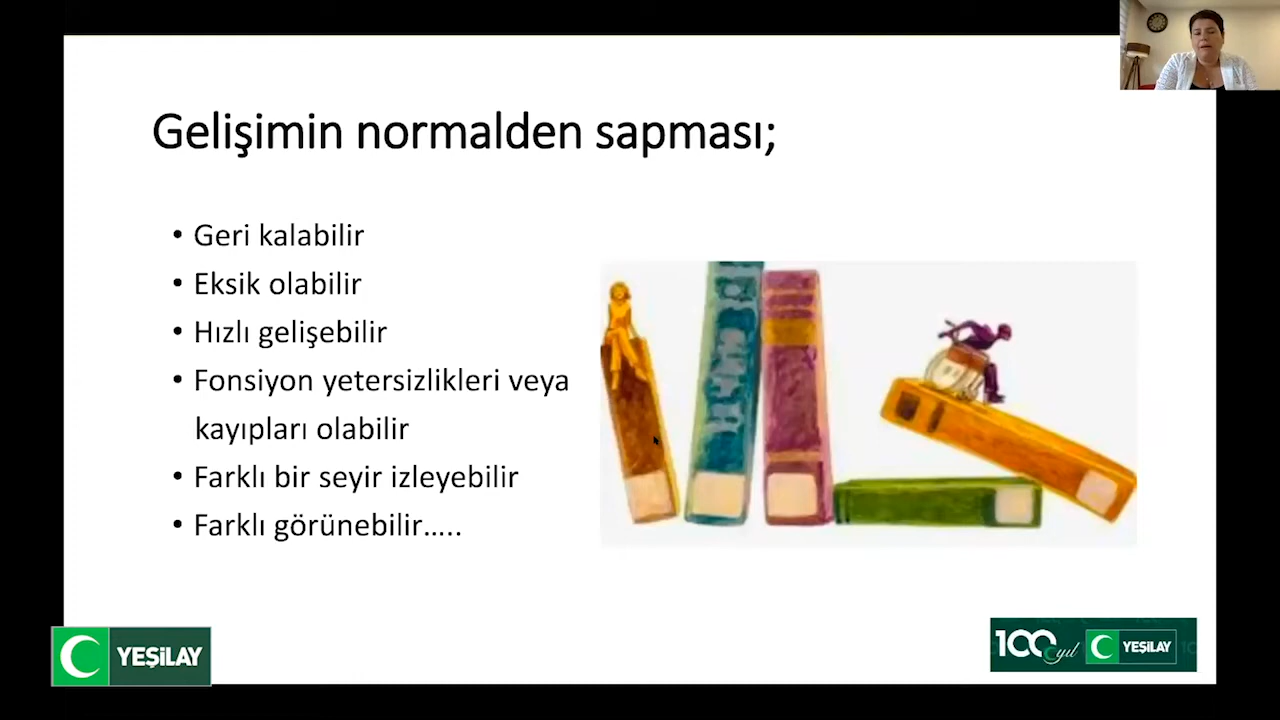 Gelişimin normalden sapması;
• Geri kalabilir
• Eksik olabilir
• Hızlı gelişebilir
• Fonsiyon yetersizlikleri veya
kayıpları olabilir
• Farklı bir seyir izleyebilir
• Farklı görünebilir…..
YEŞİLAY
100 yıl YEŞİLAY